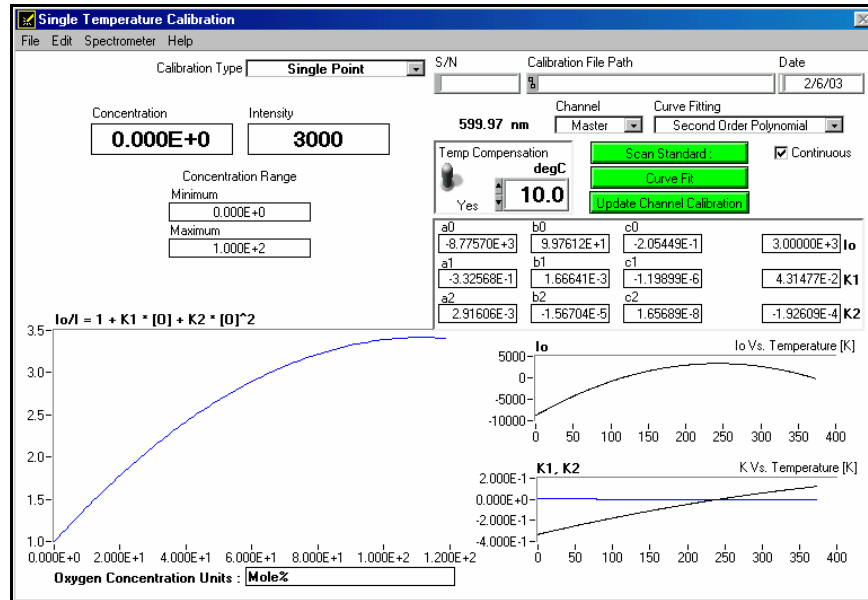 Single Temperature Calibration
File Edit Spectrometer Help
Calibration Type Single Point
S/N Calibration File Path Date
% 2/6/03
Concentration Intensity
0.000E+0 3000
Channel Curve Fitting
599.97 nm Master Second Order Polynomial
Concentration Range
Minimum
0.000E+0
Maximum
1.000E+2
Temp Compensation
degC
Yes 10.0
Scan Standard :
Continuous
Curve Fit
Update Channel Calibration
a0 b0 c0
-8.77570E+3 9.97612E+1 -2.05449E-1 3.00000E+3 Io
a1 b1 c1
-3.32568E-1 1.66641E-3 -1.19899E-6 4.31477E-2 K1
a2 b2 c2
2.91606E-3 -1.56704E-5 1.65689E-8 -1.92609E-4 K2
Io/I = 1 + K1 * [O] + K2 * [O]^2
3.5-
3.0-
2.5-
2.0-
1.5-
1.0-
0.000E+0 2.000E+1 4.000E+1 6.000E+1 8.000E+1 1.000E+2 1.200E+2
Oxygen Concentration Units : Mole%
Io Io Vs. Temperature [K]
5000-
0-
-5000-
-10000-
0 50 100 150 200 250 300 350 400
K1, K2 K Vs. Temperature [K]
2.000E-1-
0.000E+0-
-2.000E-1-
-4.000E-1-
0 50 100 150 200 250 300 350 400